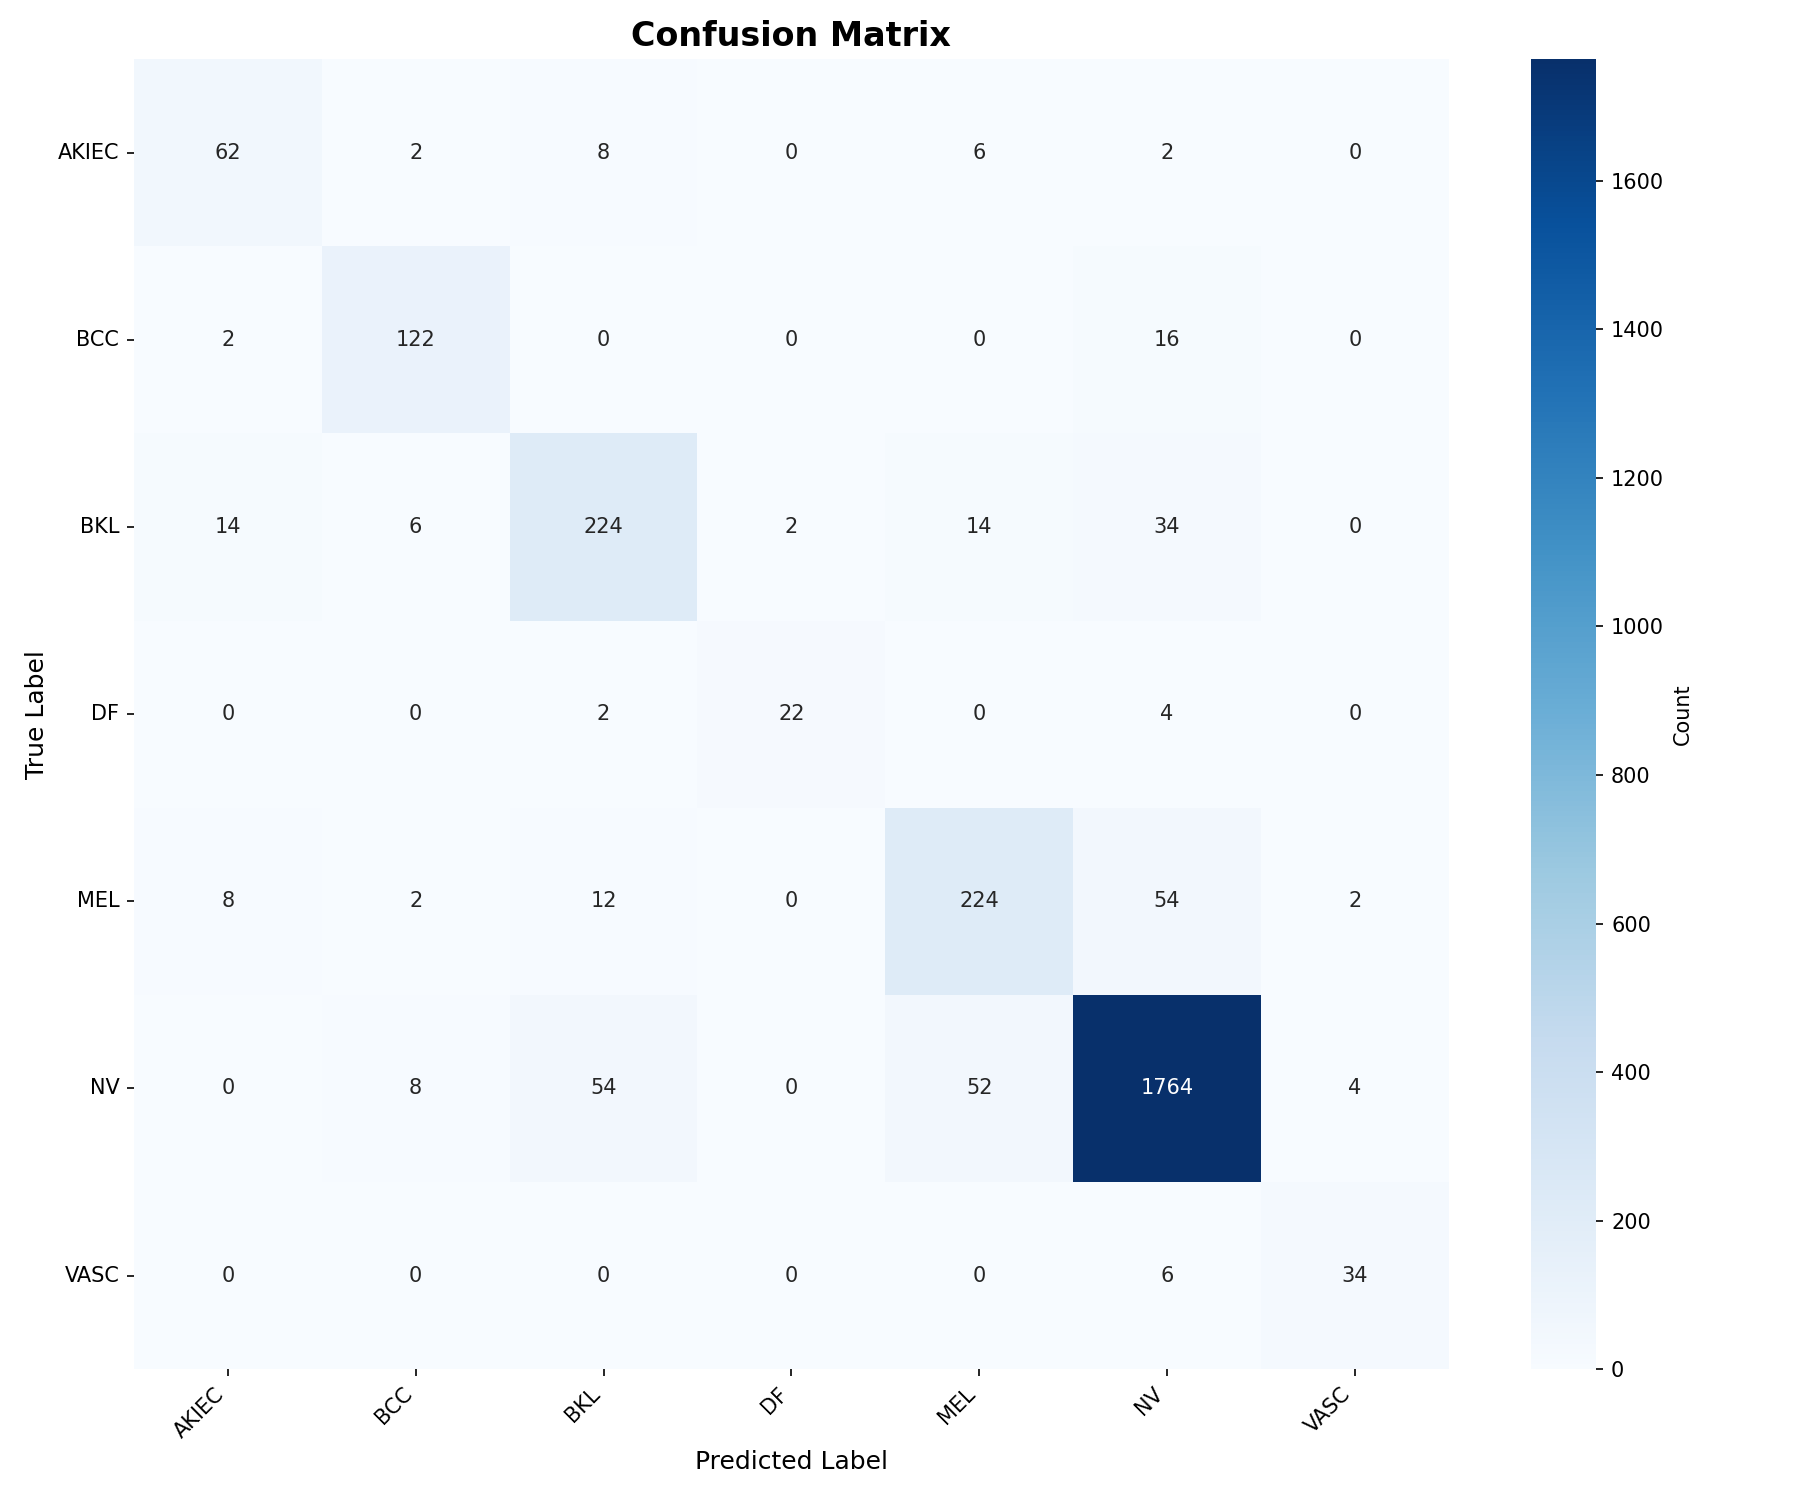 Confusion Matrix
True Label
AKIEC 62 2 8 0 6 2 0
BCC 2 122 0 0 0 16 0
BKL 14 6 224 2 14 34 0
DF 0 0 2 22 0 4 0
MEL 8 2 12 0 224 54 2
NV 0 8 54 0 52 1764 4
VASC 0 0 0 0 0 6 34
AKIEC BCC BKL DF MEL NV VASC
Predicted Label
1600
1400
1200
1000
800
600
400
200
0
Count